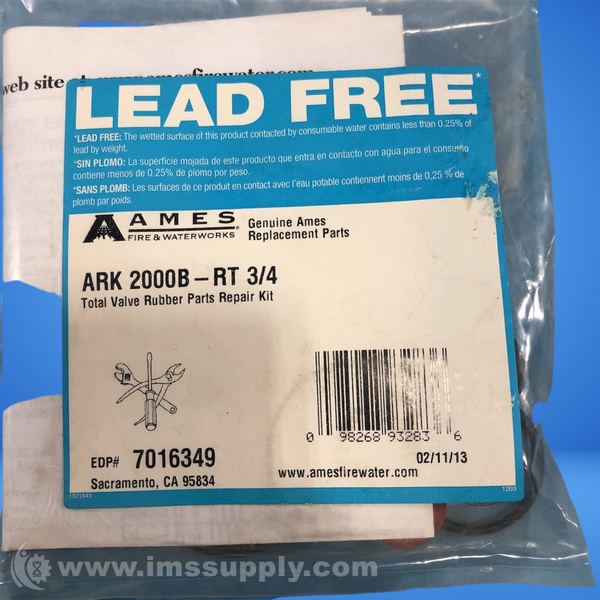 web site
LEAD FREE*
*LEAD FREE: The wetted surface of this product contacted by consumable water contains less than 0.25% of
lead by weight.
*SIN PLOMO: La superficie mojada de este producto que entra en contacto con agua para el consumo
contiene menos de 0.25% de plomo por peso.
*SANS PLOMB: Les surfaces de ce produit en contact avec l'eau potable contiennent moins de 0,25 % de
plomb par poids.
AMES
FIRE & WATERWORKS
Genuine Ames
Replacement Parts
ARK 2000B – RT 3/4
Total Valve Rubber Parts Repair Kit
0 98268 93283 6
EDP# 7016349
02/11/13
Sacramento, CA 95834
www.amesfirewater.com
1921845
1203
www.imssupply.com